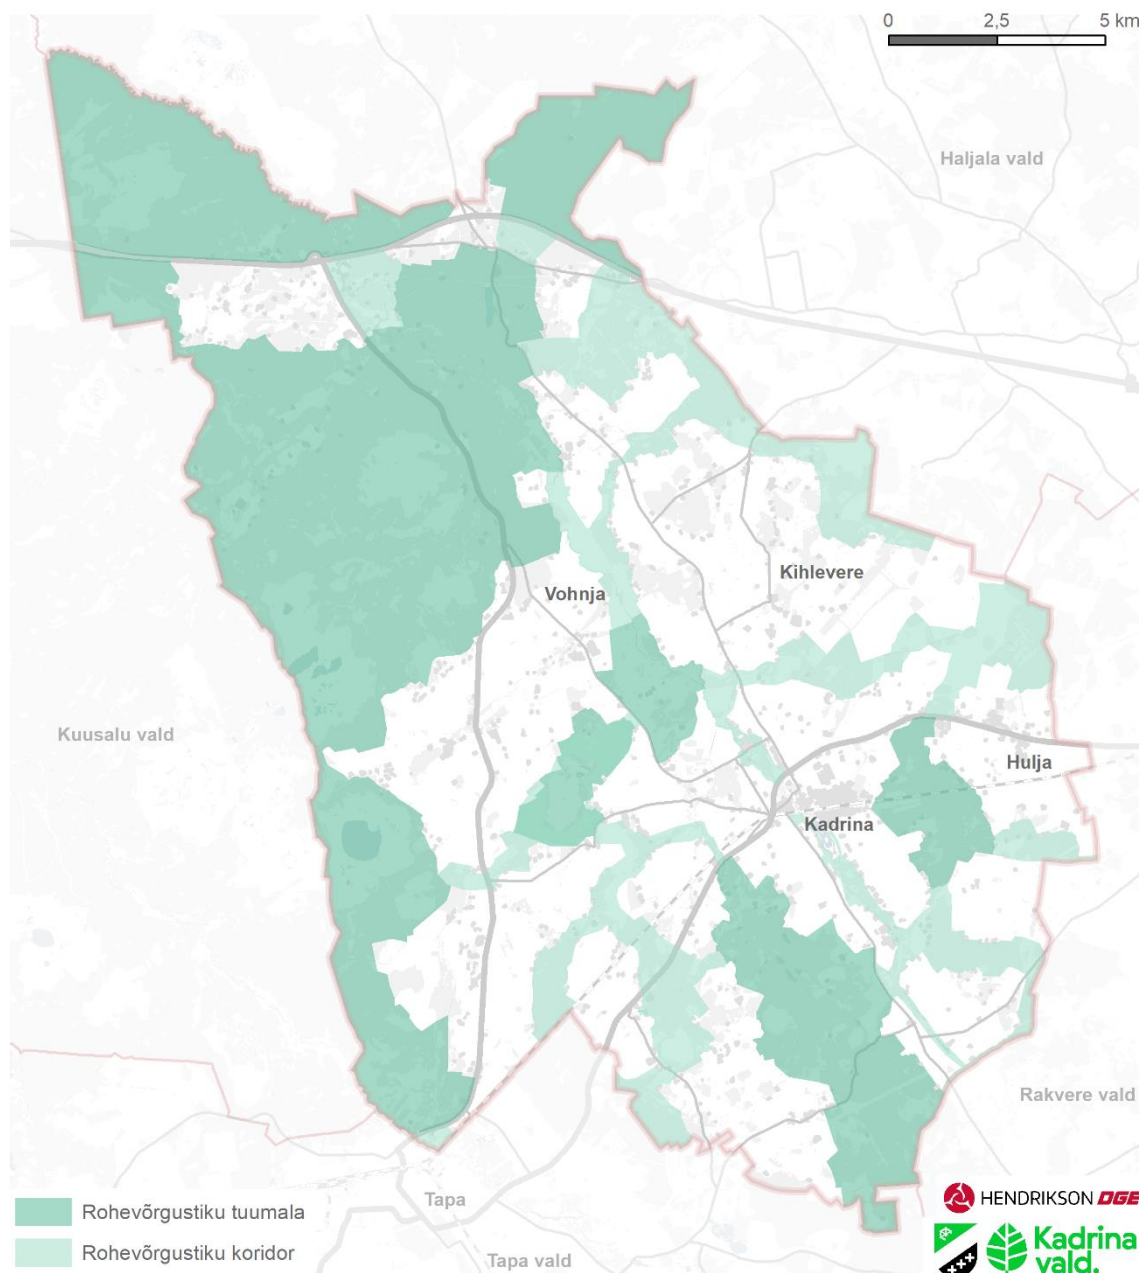 0 2,5 5 km
Haljala vald
Kihlevere
Vohnja
Kuusalu vald
Hulja
Kadrina
Rakvere vald
Tapa
Tapa vald
Rohevõrgustiku tuumala
Rohevõrgustiku koridor
HENDRIKSON DGE
Kadrina
vald.